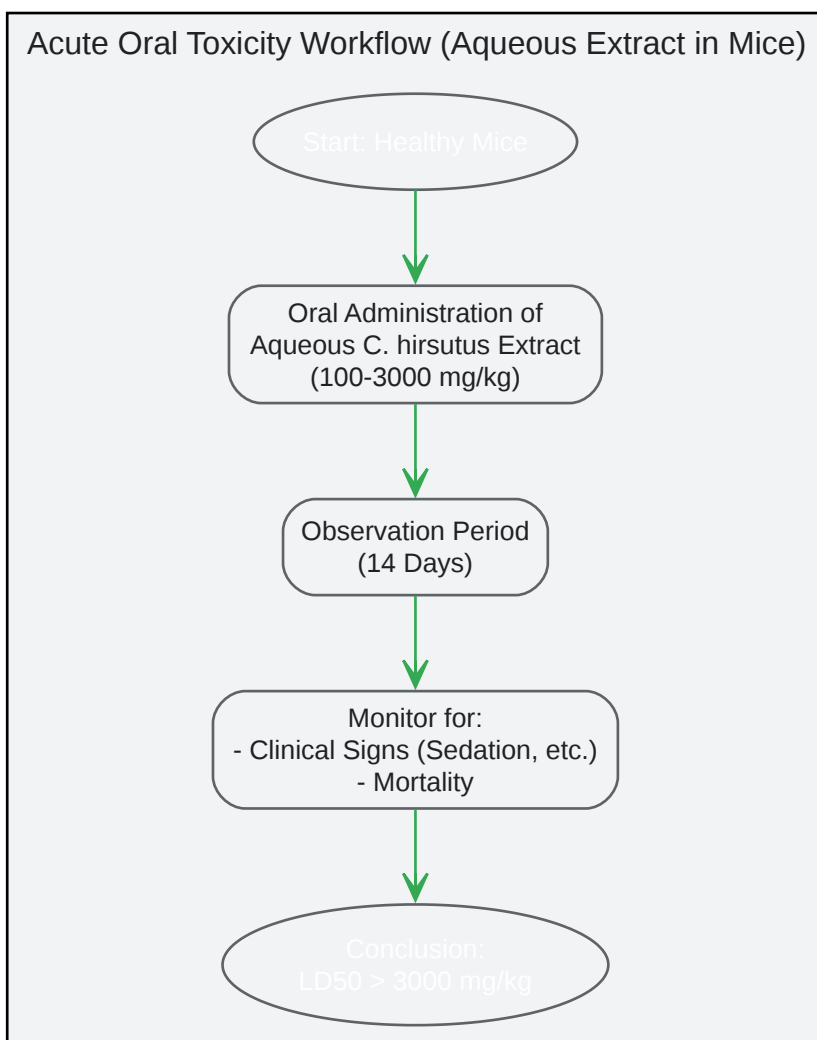 Acute Oral Toxicity Workflow (Aqueous Extract in Mice)
Start: Healthy Mice
Oral Administration of
Aqueous C. hirsutus Extract
(100-3000 mg/kg)
Observation Period
(14 Days)
Monitor for:
- Clinical Signs (Sedation, etc.)
- Mortality
Conclusion:
LD50 > 3000 mg/kg